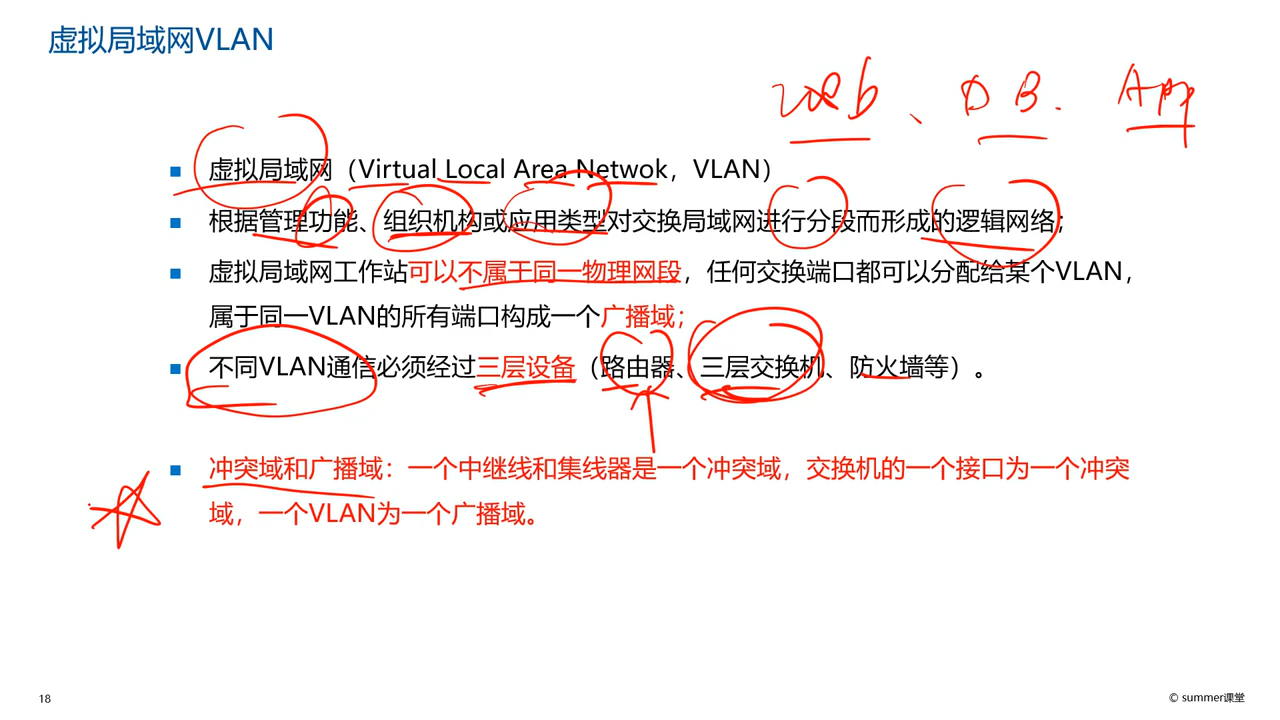 虚拟局域网VLAN
web、DB. App
虚拟局域网（Virtual Local Area Netwok，VLAN）
根据管理功能、组织机构或应用类型对交换局域网进行分段而形成的逻辑网络；
虚拟局域网工作站可以不属于同一物理网段，任何交换端口都可以分配给某个VLAN，
属于同一VLAN的所有端口构成一个广播域；
不同VLAN通信必须经过三层设备（路由器、三层交换机、防火墙等）。
冲突域和广播域：一个中继线和集线器是一个冲突域，交换机的一个接口为一个冲突
域，一个VLAN为一个广播域。
18
© summer课堂